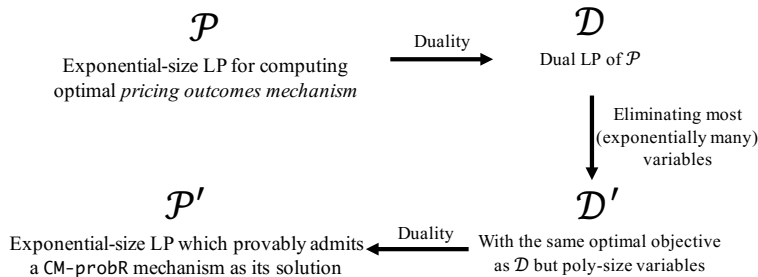 𝒫
Exponential-size LP for computing
optimal pricing outcomes mechanism
Duality
𝒟
Dual LP of 𝒫
Eliminating most
(exponentially many)
variables
𝒟′
With the same optimal objective
as 𝒟 but poly-size variables
Duality
𝒫′
Exponential-size LP which provably admits
a CM-probR mechanism as its solution